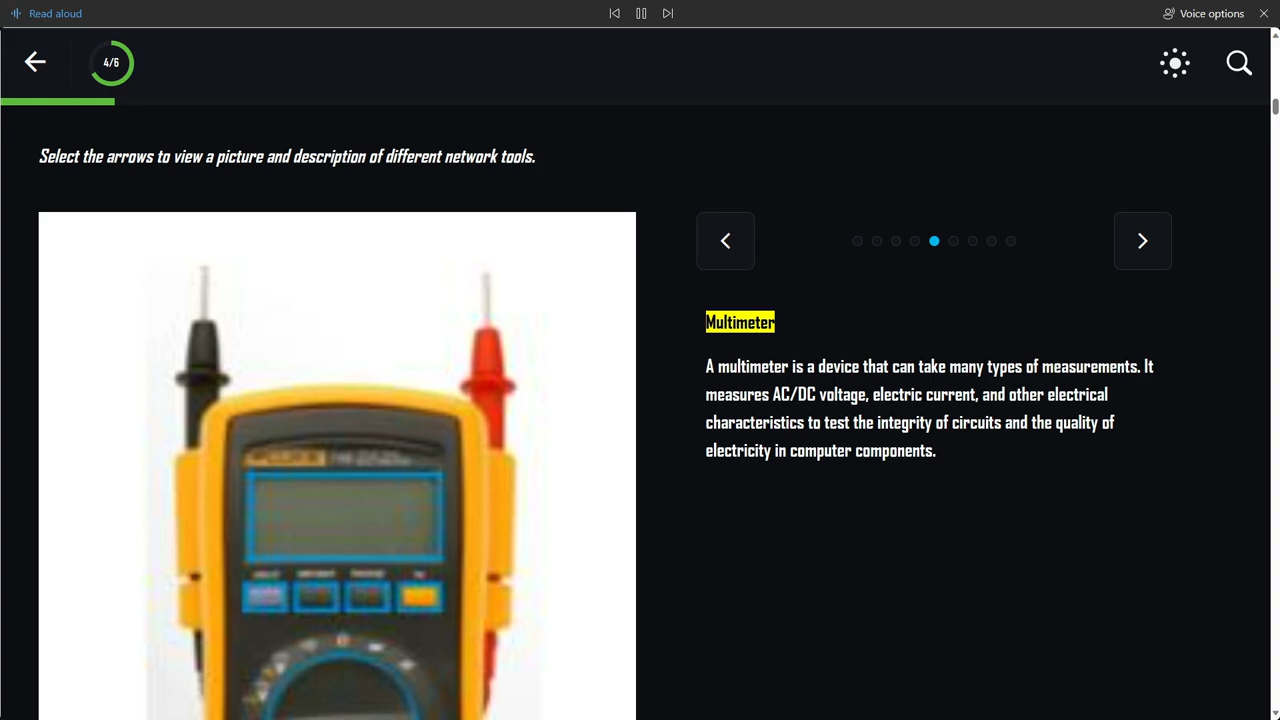 Read aloud
Voice options
4/6
Select the arrows to view a picture and description of different network tools.
Multimeter
A multimeter is a device that can take many types of measurements. It
measures AC/DC voltage, electric current, and other electrical
characteristics to test the integrity of circuits and the quality of
electricity in computer components.